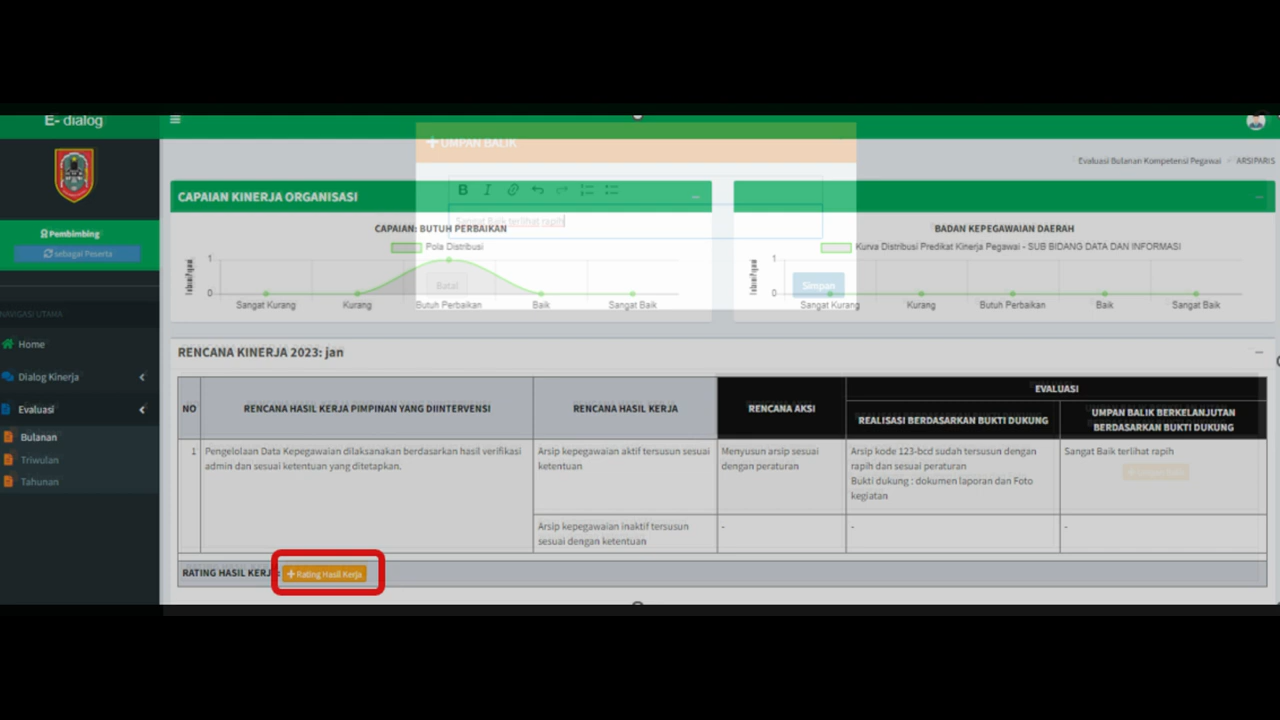 E- dialog
UMPAN BALIK
Evaluasi Bulanan Kompetensi Pegawai
ARSIPARIS
CAPAIAN KINERJA ORGANISASI
Sangat Baik terlihat rapih
Pembimbing
sebagai Peserta
CAPAIAN: BUTUH PERBAIKAN
Pola Distribusi
1
0
Sangat Kurang
Kurang
Butuh Perbaikan
Baik
Sangat Baik
Batal
BADAN KEPEGAWAIAN DAERAH
Kurva Distribusi Predikat Kinerja Pegawai - SUB BIDANG DATA DAN INFORMASI
1
0
Simpan
Sangat Kurang
Kurang
Butuh Perbaikan
Baik
Sangat Baik
NAVIGASI UTAMA
Home
Dialog Kinerja
Evaluasi
Bulanan
Triwulan
Tahunan
RENCANA KINERJA 2023: jan
NO
RENCANA HASIL KERJA PIMPINAN YANG DIINTERVENSI
RENCANA HASIL KERJA
RENCANA AKSI
EVALUASI
REALISASI BERDASARKAN BUKTI DUKUNG
UMPAN BALIK BERKELANJUTAN
BERDASARKAN BUKTI DUKUNG
1
Pengelolaan Data Kepegawaian dilaksanakan berdasarkan hasil verifikasi
admin dan sesuai ketentuan yang ditetapkan.
Arsip kepegawaian aktif tersusun sesuai
ketentuan
Menyusun arsip sesuai
dengan peraturan
Arsip kode 123-bcd sudah tersusun dengan
rapih dan sesuai peraturan
Bukti dukung : dokumen laporan dan Foto
kegiatan
Sangat Baik terlihat rapih
Arsip kepegawaian inaktif tersusun
sesuai dengan ketentuan
-
-
-
RATING HASIL KERJ
+ Rating Hasil Kerja